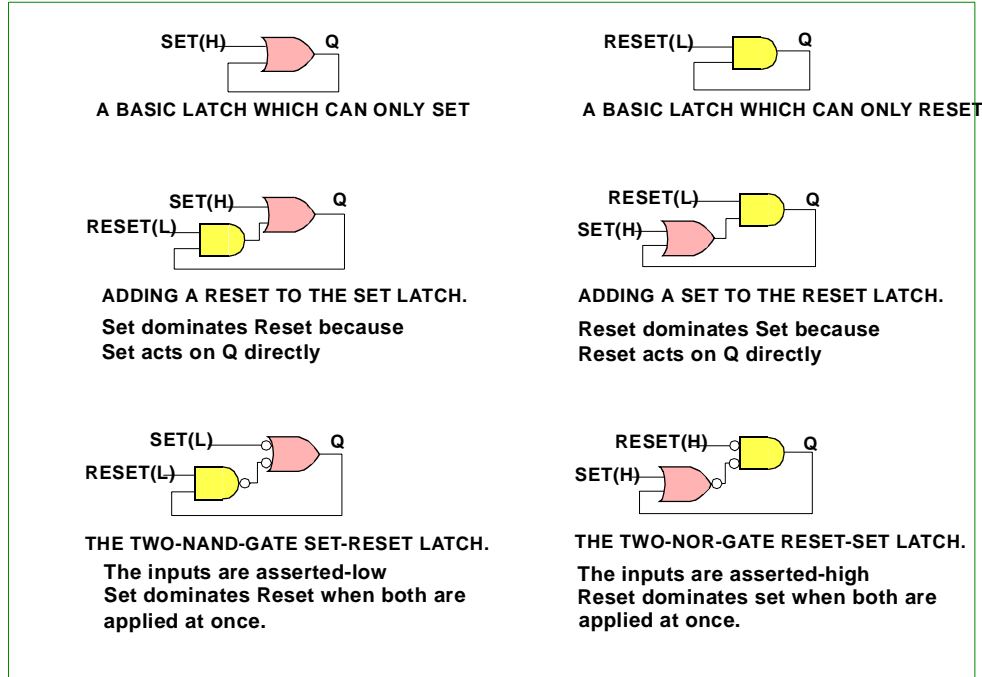 SET(H) Q
A BASIC LATCH WHICH CAN ONLY SET
RESET(L) Q
A BASIC LATCH WHICH CAN ONLY RESET
SET(H) Q
RESET(L)
ADDING A RESET TO THE SET LATCH.
Set dominates Reset because
Set acts on Q directly
RESET(L) Q
SET(H)
ADDING A SET TO THE RESET LATCH.
Reset dominates Set because
Reset acts on Q directly
SET(L) Q
RESET(L)
THE TWO-NAND-GATE SET-RESET LATCH.
The inputs are asserted-low
Set dominates Reset when both are
applied at once.
RESET(H) Q
SET(H)
THE TWO-NOR-GATE RESET-SET LATCH.
The inputs are asserted-high
Reset dominates set when both are
applied at once.